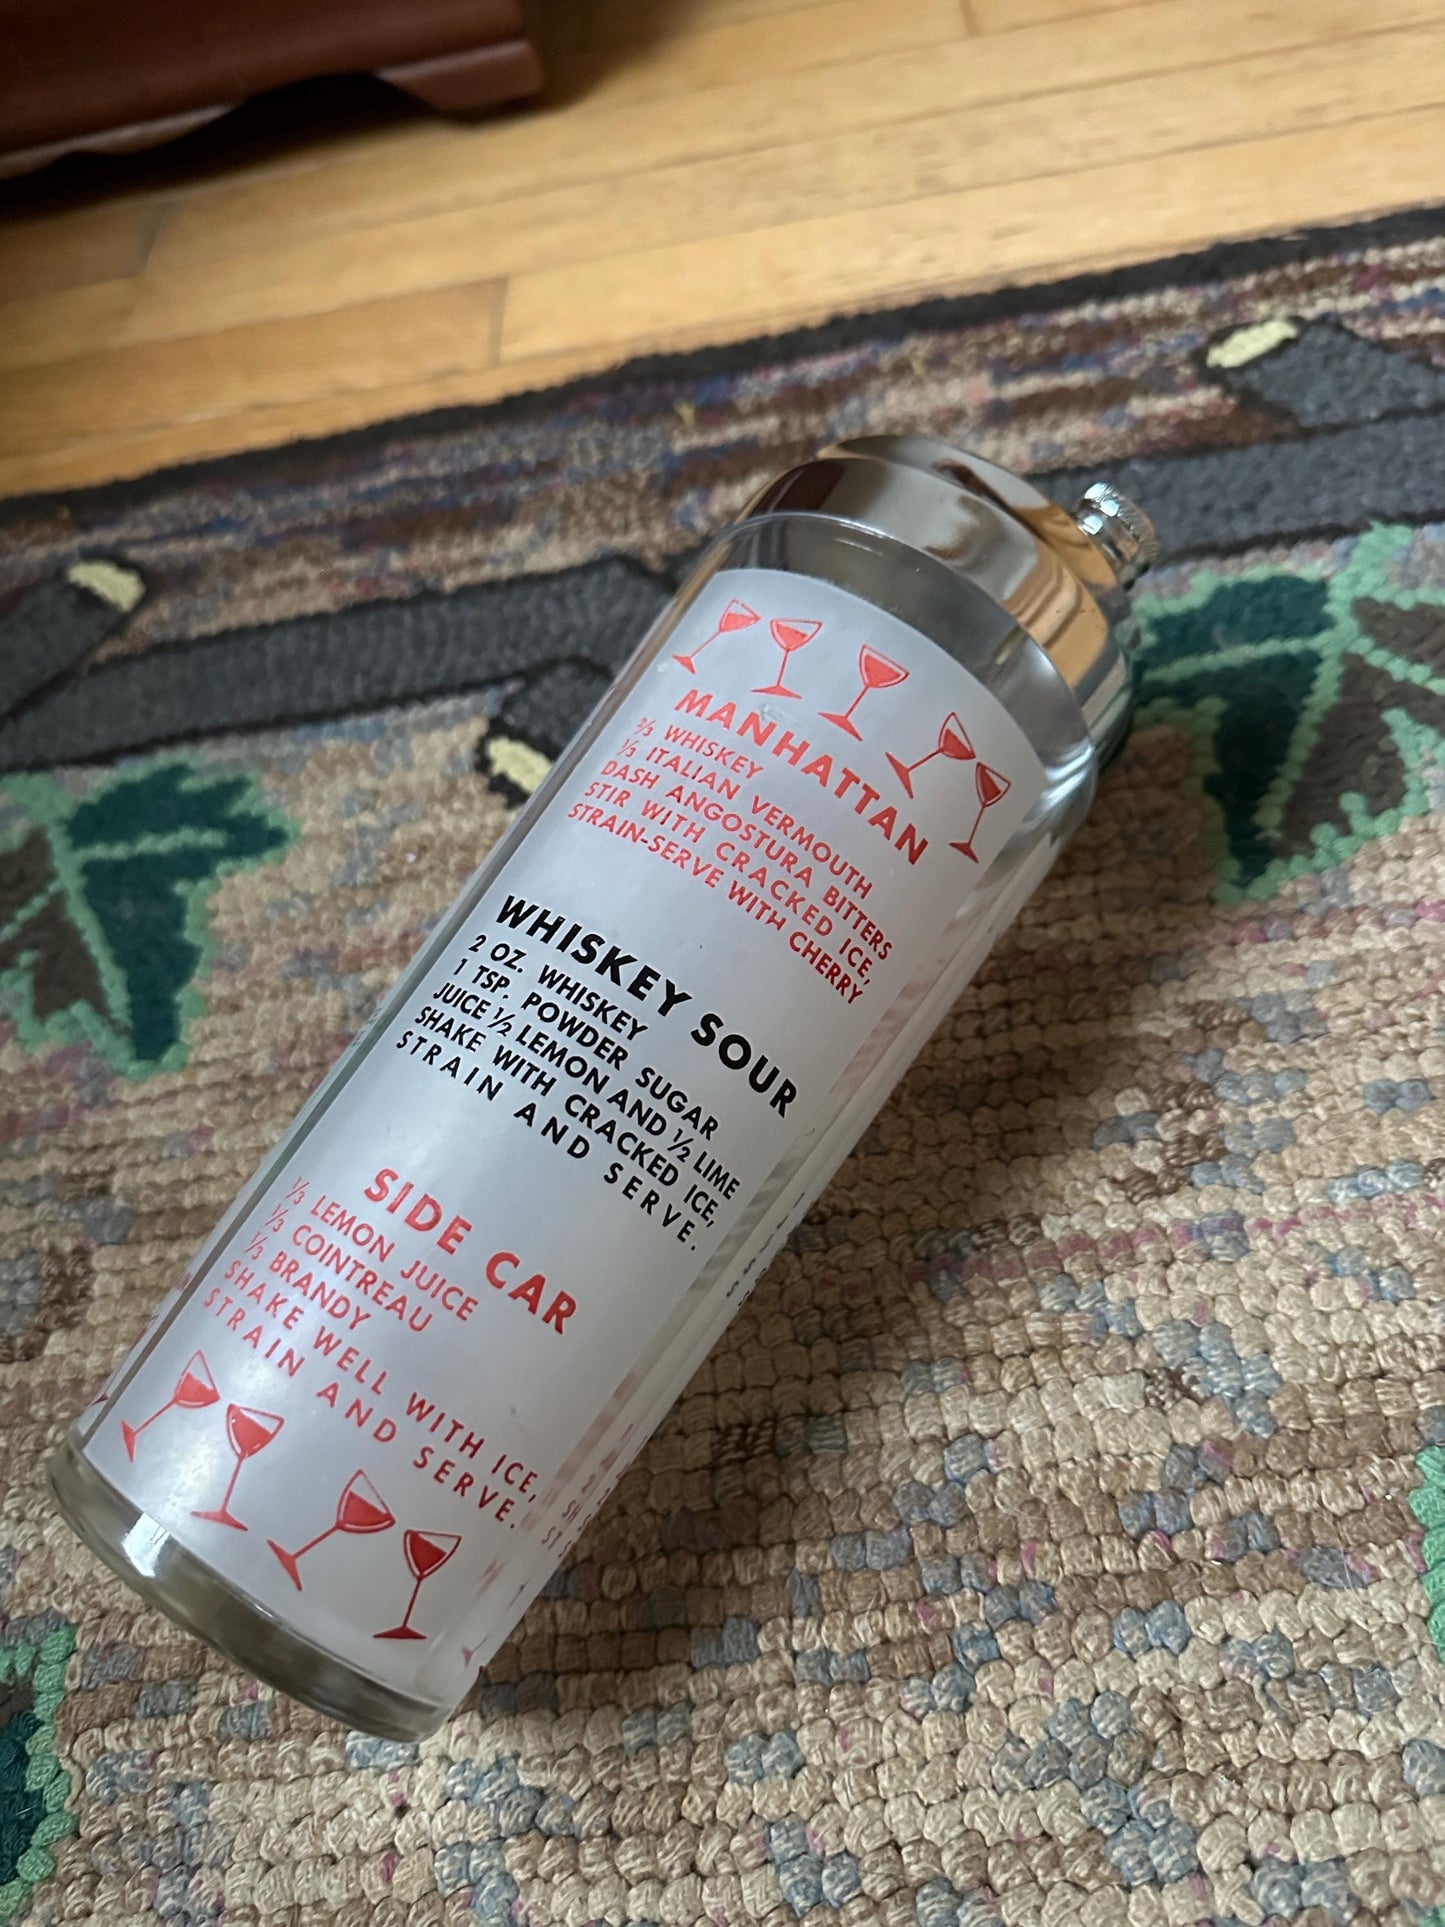 MANHATTAN
⅔ WHISKEY
⅓ ITALIAN VERMOUTH
DASH ANGOSTURA BITTERS
STIR WITH CRACKED ICE,
STRAIN-SERVE WITH CHERRY
WHISKEY SOUR
2 OZ. WHISKEY
1 TSP. POWDER SUGAR
JUICE ½ LEMON AND ½ LIME
SHAKE WITH CRACKED ICE,
STRAIN AND SERVE.
SIDE CAR
⅓ LEMON JUICE
⅓ COINTREAU
⅓ BRANDY
SHAKE WELL WITH ICE,
STRAIN AND SERVE.